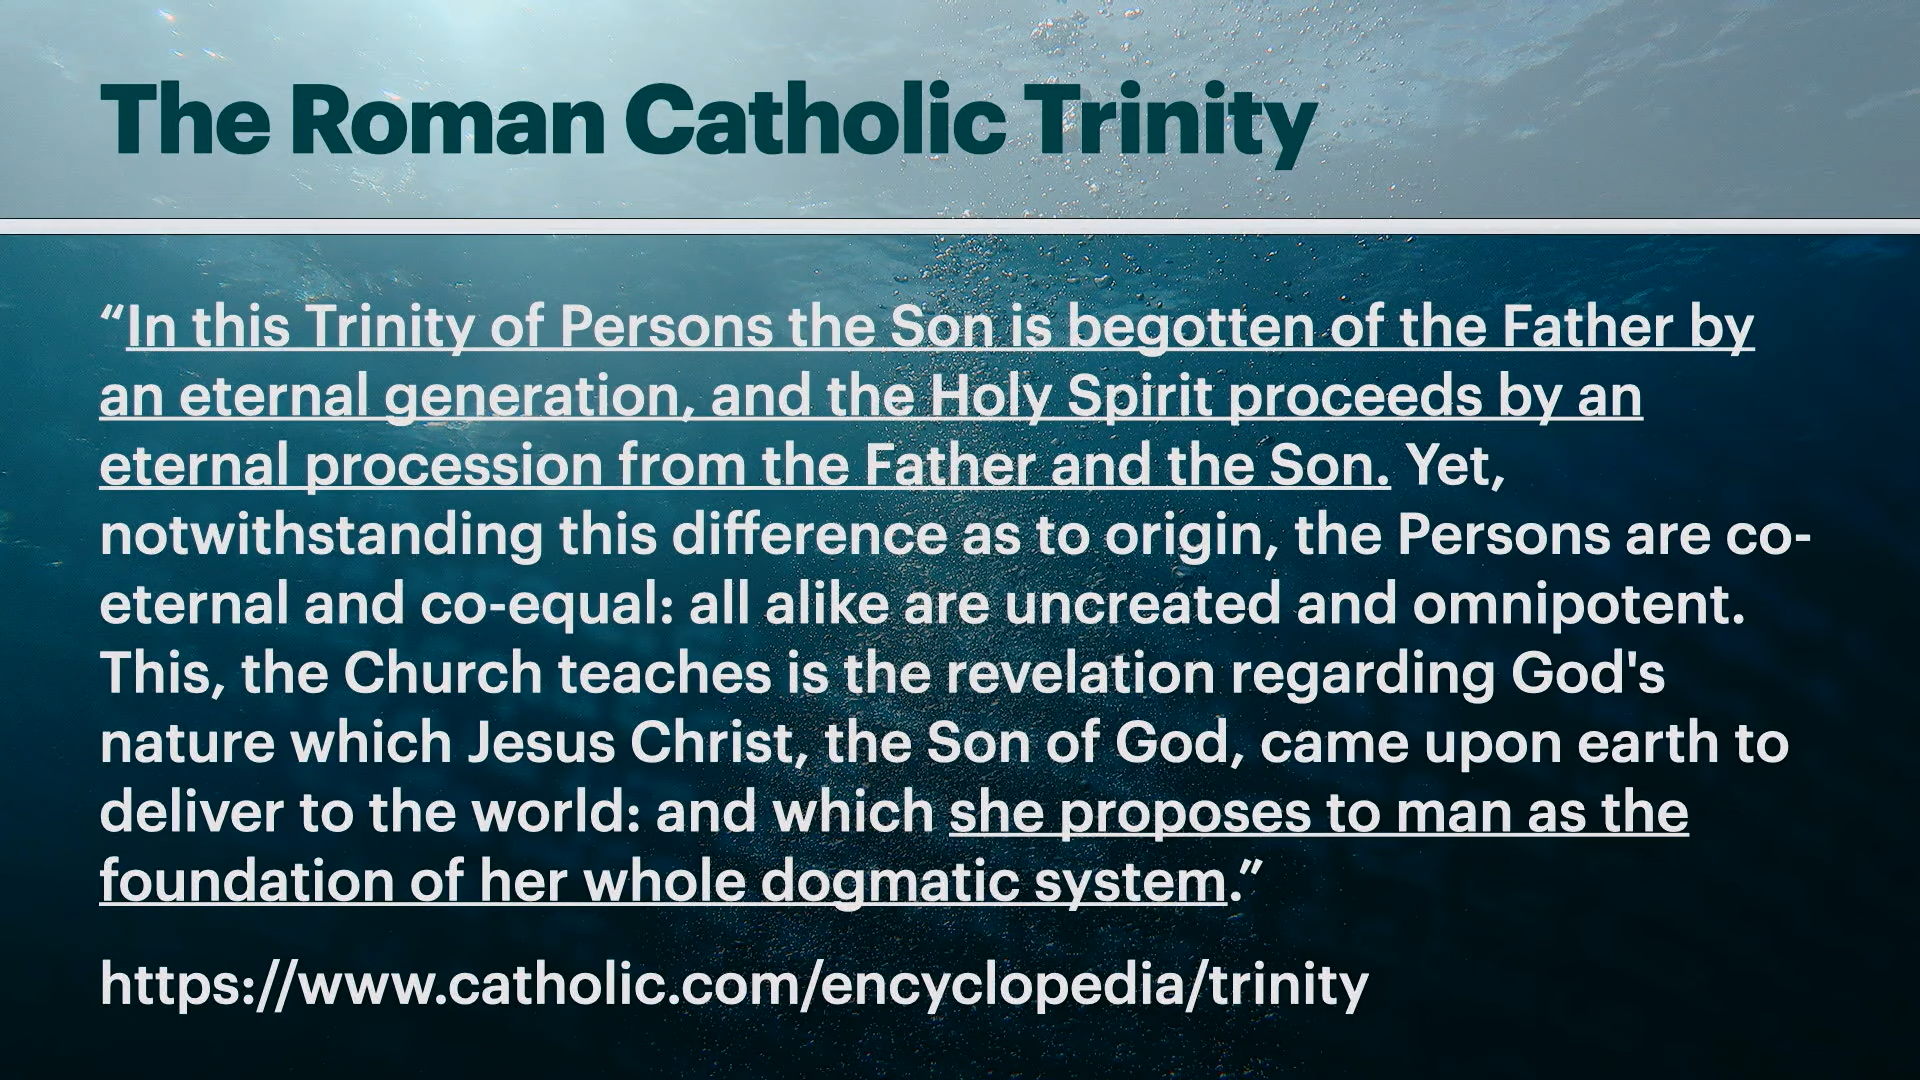 The Roman Catholic Trinity
“In this Trinity of Persons the Son is begotten of the Father by
an eternal generation, and the Holy Spirit proceeds by an
eternal procession from the Father and the Son. Yet,
notwithstanding this difference as to origin, the Persons are co-
eternal and co-equal: all alike are uncreated and omnipotent.
This, the Church teaches is the revelation regarding God's
nature which Jesus Christ, the Son of God, came upon earth to
deliver to the world: and which she proposes to man as the
foundation of her whole dogmatic system.”
https://www.catholic.com/encyclopedia/trinity